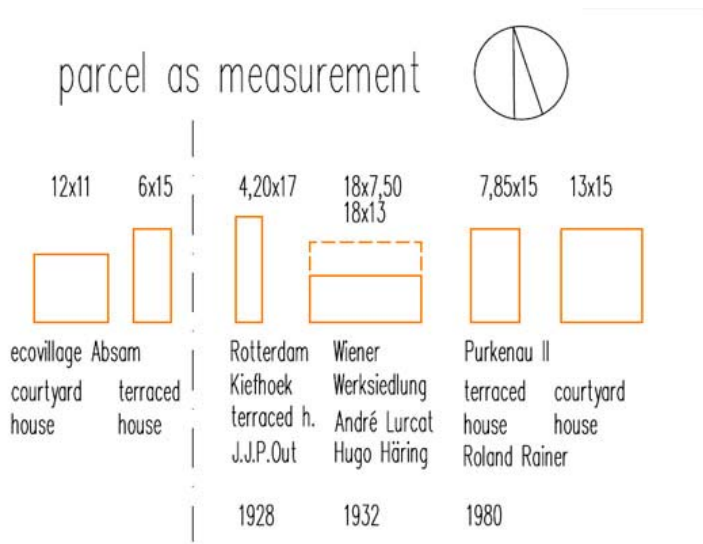 parcel as measurement
12x11 6x15 4,20x17 18x7,50 7,85x15 13x15
18x13
ecovillage Absam Rotterdam Wiener Purkenau II
courtyard terraced Kiefhoek Werksiedlung terraced courtyard
house house terraced h. André Lurcat house house
J.J.P.Out Hugo Häring Roland Rainer
1928 1932 1980